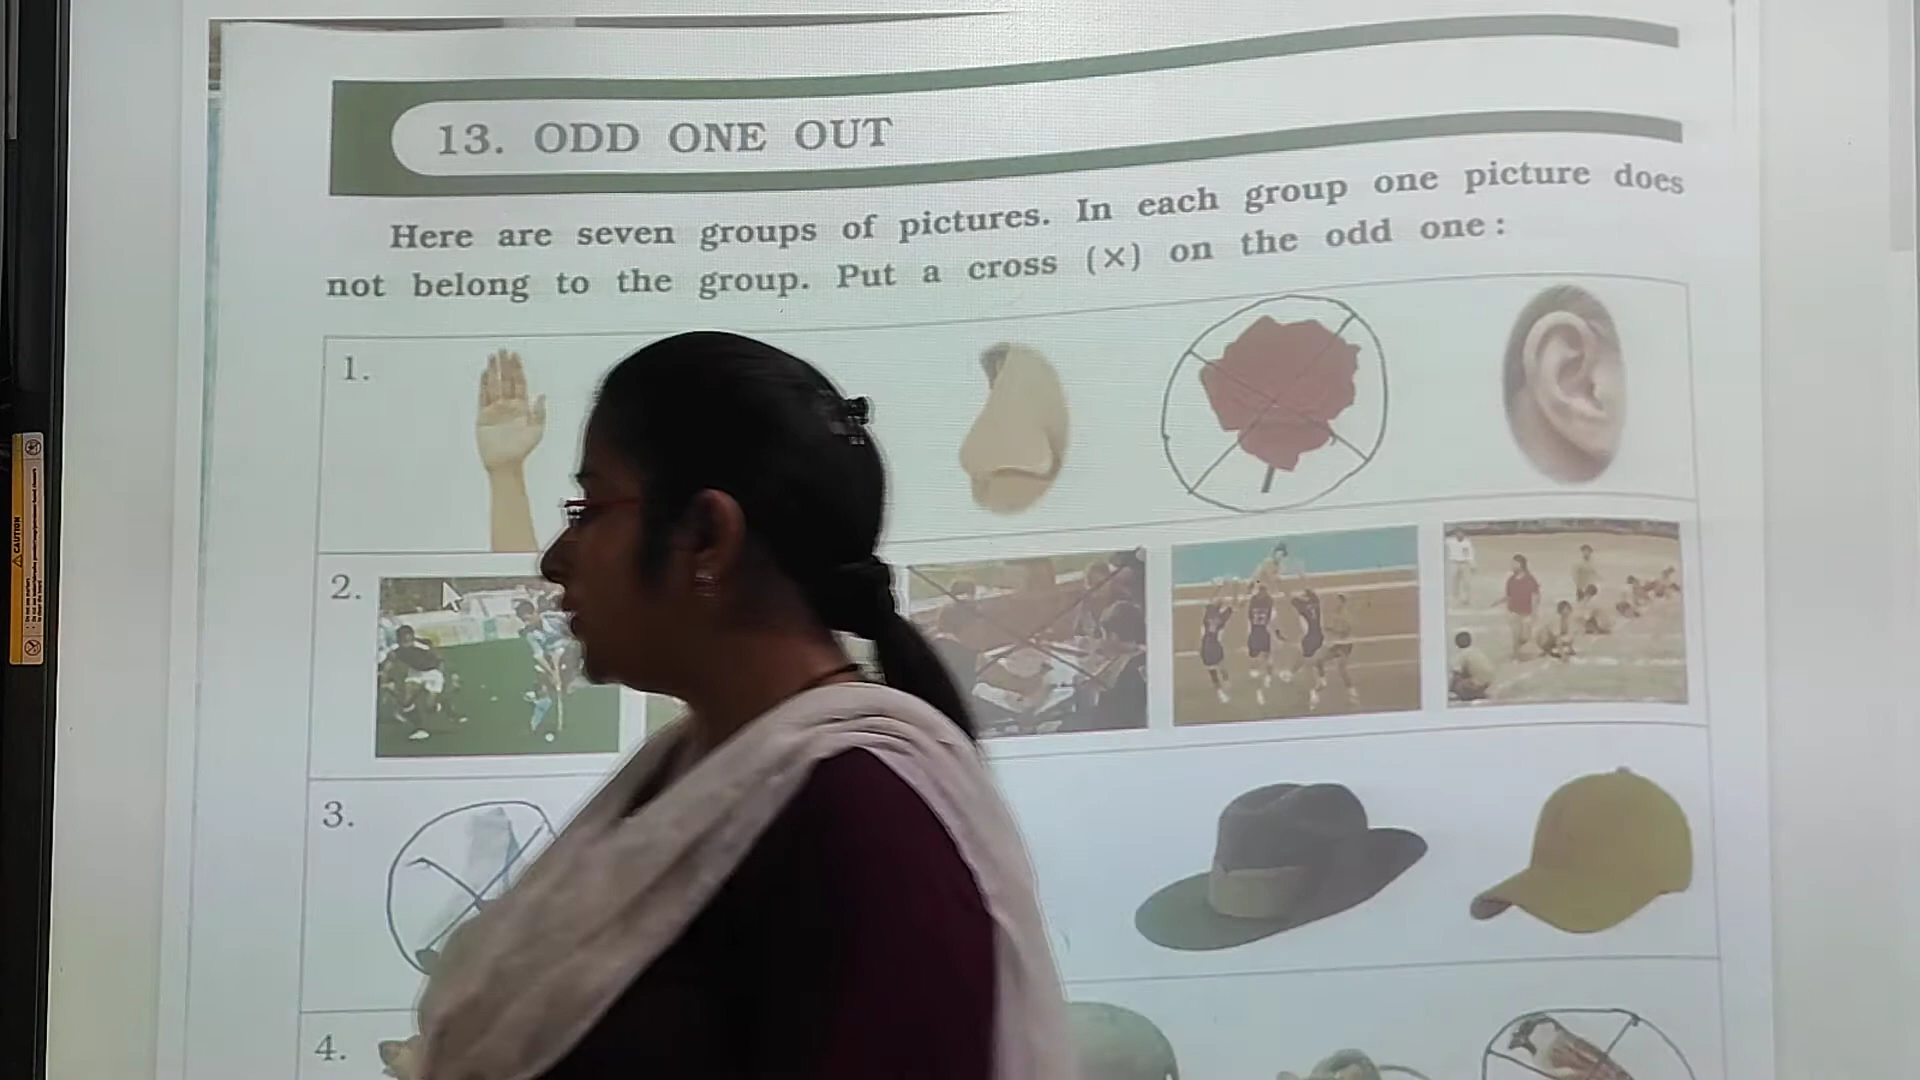 13. ODD ONE OUT
Here are seven groups of pictures. In each group one picture does
not belong to the group. Put a cross (×) on the odd one:
1.
2.
3.
4.
CAUTION